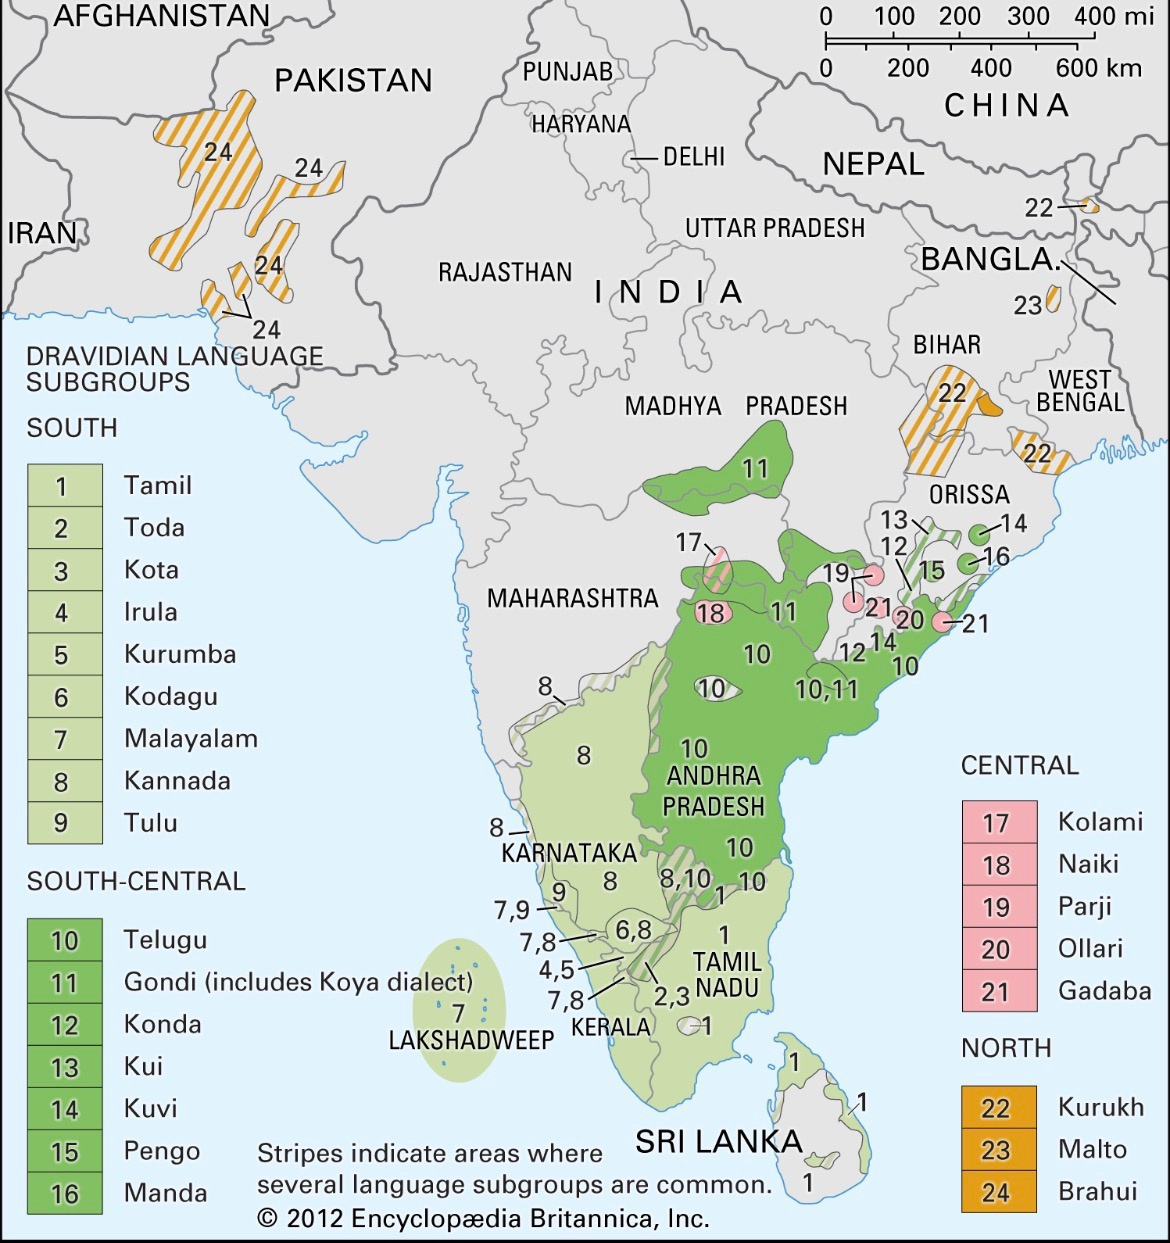 AFGHANISTAN
0 100 200 300 400 mi
0 200 400 600 km
PAKISTAN
PUNJAB
CHINA
HARYANA
DELHI
NEPAL
24
24
22
IRAN
UTTAR PRADESH
BANGLA.
RAJASTHAN
INDIA
24
23
24
BIHAR
DRAVIDIAN LANGUAGE
SUBGROUPS
WEST
BENGAL
22
MADHYA PRADESH
SOUTH
22
11
ORISSA
1 Tamil
2 Toda
3 Kota
4 Irula
5 Kurumba
6 Kodagu
7 Malayalam
8 Kannada
9 Tulu
13
14
17
12
16
19
15
MAHARASHTRA
18
11
21
20
21
14
12
10
10
8
10
10,11
8
10
ANDHRA
PRADESH
8
KARNATAKA
10
8
8,10
10
1
9
7,9
6,8
1
7,8
TAMIL
NADU
4,5
7,8
2,3
KERALA
1
7
LAKSHADWEEP
1
1
SRI LANKA
1
SOUTH-CENTRAL
10 Telugu
11 Gondi (includes Koya dialect)
12 Konda
13 Kui
14 Kuvi
15 Pengo
16 Manda
CENTRAL
17 Kolami
18 Naiki
19 Parji
20 Ollari
21 Gadaba
NORTH
22 Kurukh
23 Malto
24 Brahui
Stripes indicate areas where
several language subgroups are common.
© 2012 Encyclopædia Britannica, Inc.